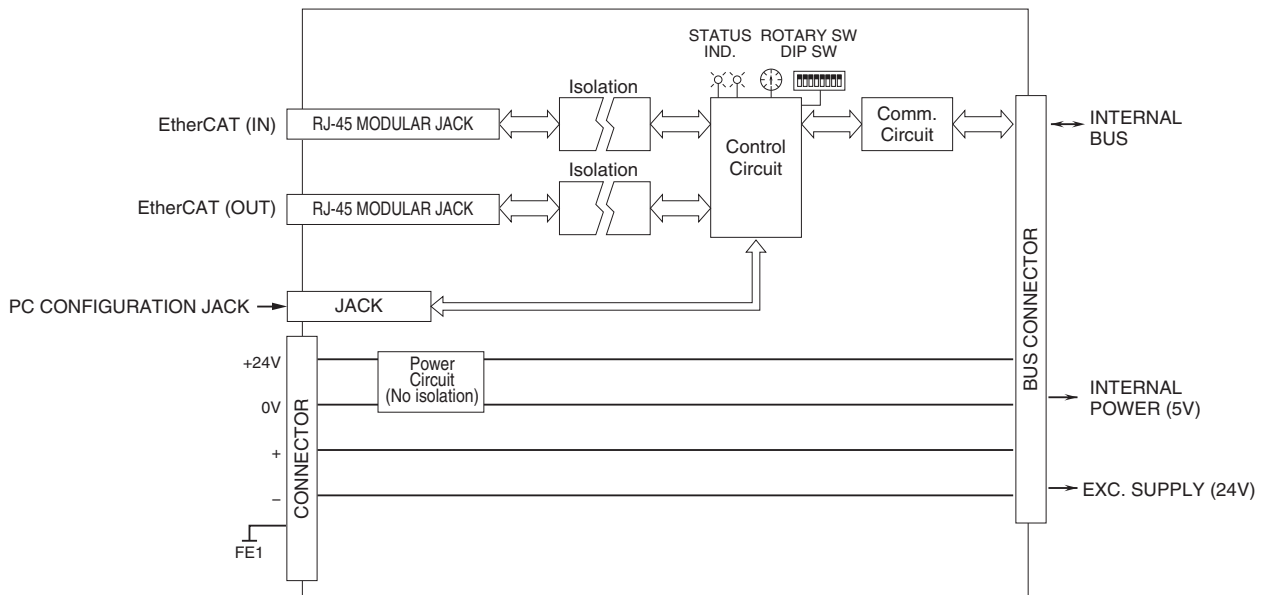 STATUS
IND.
ROTARY SW
DIP SW
Isolation
EtherCAT (IN)
RJ-45 MODULAR JACK
Control
Circuit
Comm.
Circuit
INTERNAL
BUS
Isolation
EtherCAT (OUT)
RJ-45 MODULAR JACK
PC CONFIGURATION JACK
JACK
BUS CONNECTOR
+24V
Power
Circuit
(No isolation)
0V
INTERNAL
POWER (5V)
CONNECTOR
+
–
EXC. SUPPLY (24V)
FE1